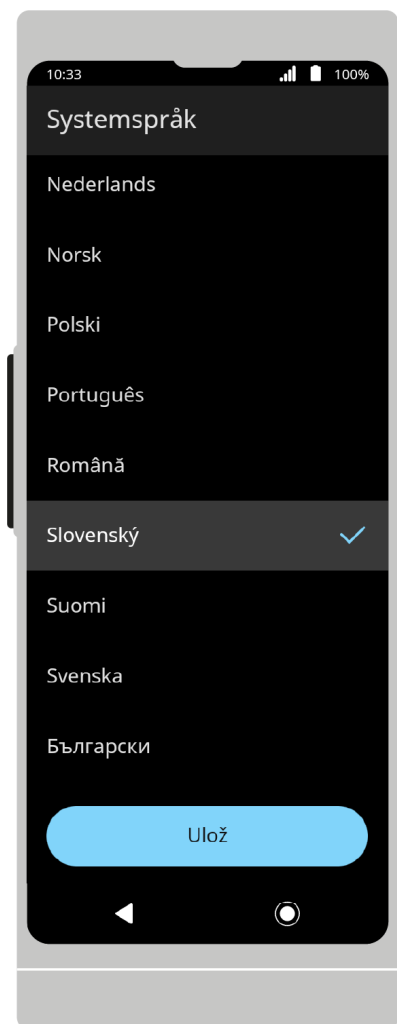 10:33 100%
Systemspråk
Nederlands
Norsk
Polski
Português
Română
Slovenský
Suomi
Svenska
Български
Ulož